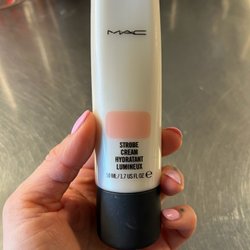 MAC
STROBE
CREAM
HYDRATANT
LUMINEUX
50 ML / 1.7 US FL OZ ℮